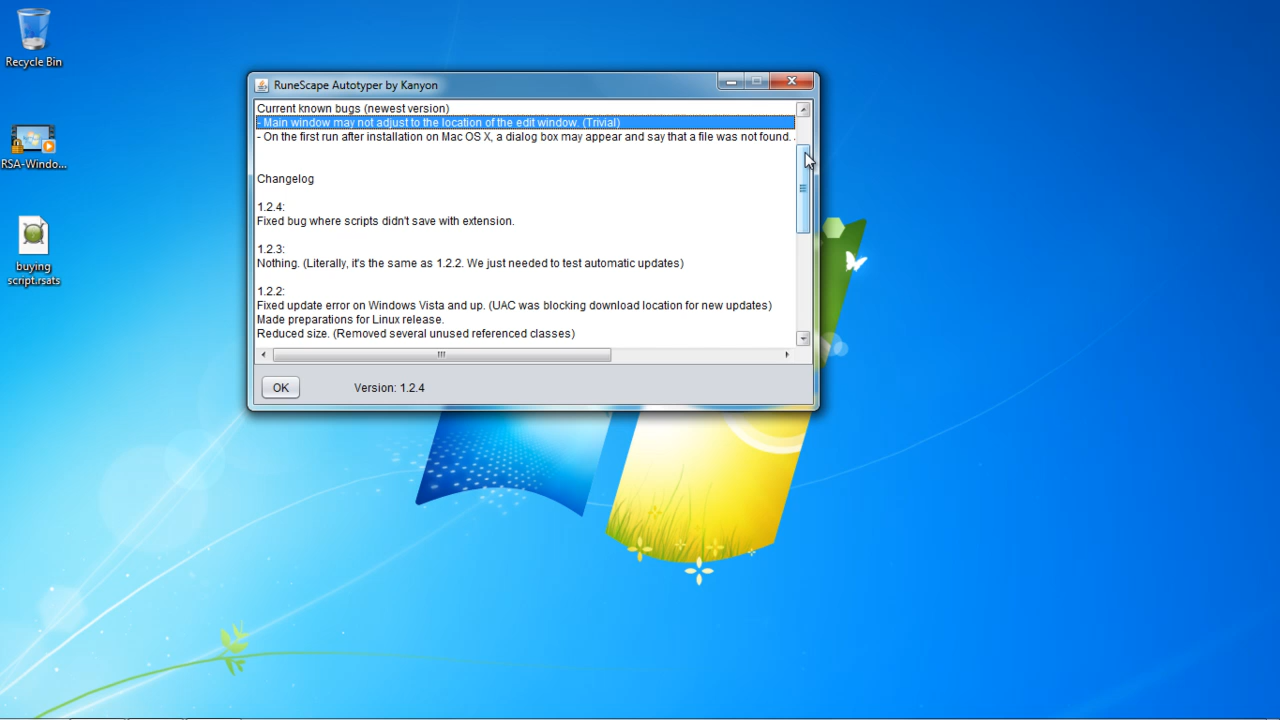 Recycle Bin
RSA-Windo...
buying
script.rsats
RuneScape Autotyper by Kanyon
Current known bugs (newest version)
- Main window may not adjust to the location of the edit window. (Trivial)
- On the first run after installation on Mac OS X, a dialog box may appear and say that a file was not found.
Changelog
1.2.4:
Fixed bug where scripts didn't save with extension.
1.2.3:
Nothing. (Literally, it's the same as 1.2.2. We just needed to test automatic updates)
1.2.2:
Fixed update error on Windows Vista and up. (UAC was blocking download location for new updates)
Made preparations for Linux release.
Reduced size. (Removed several unused referenced classes)
OK
Version: 1.2.4